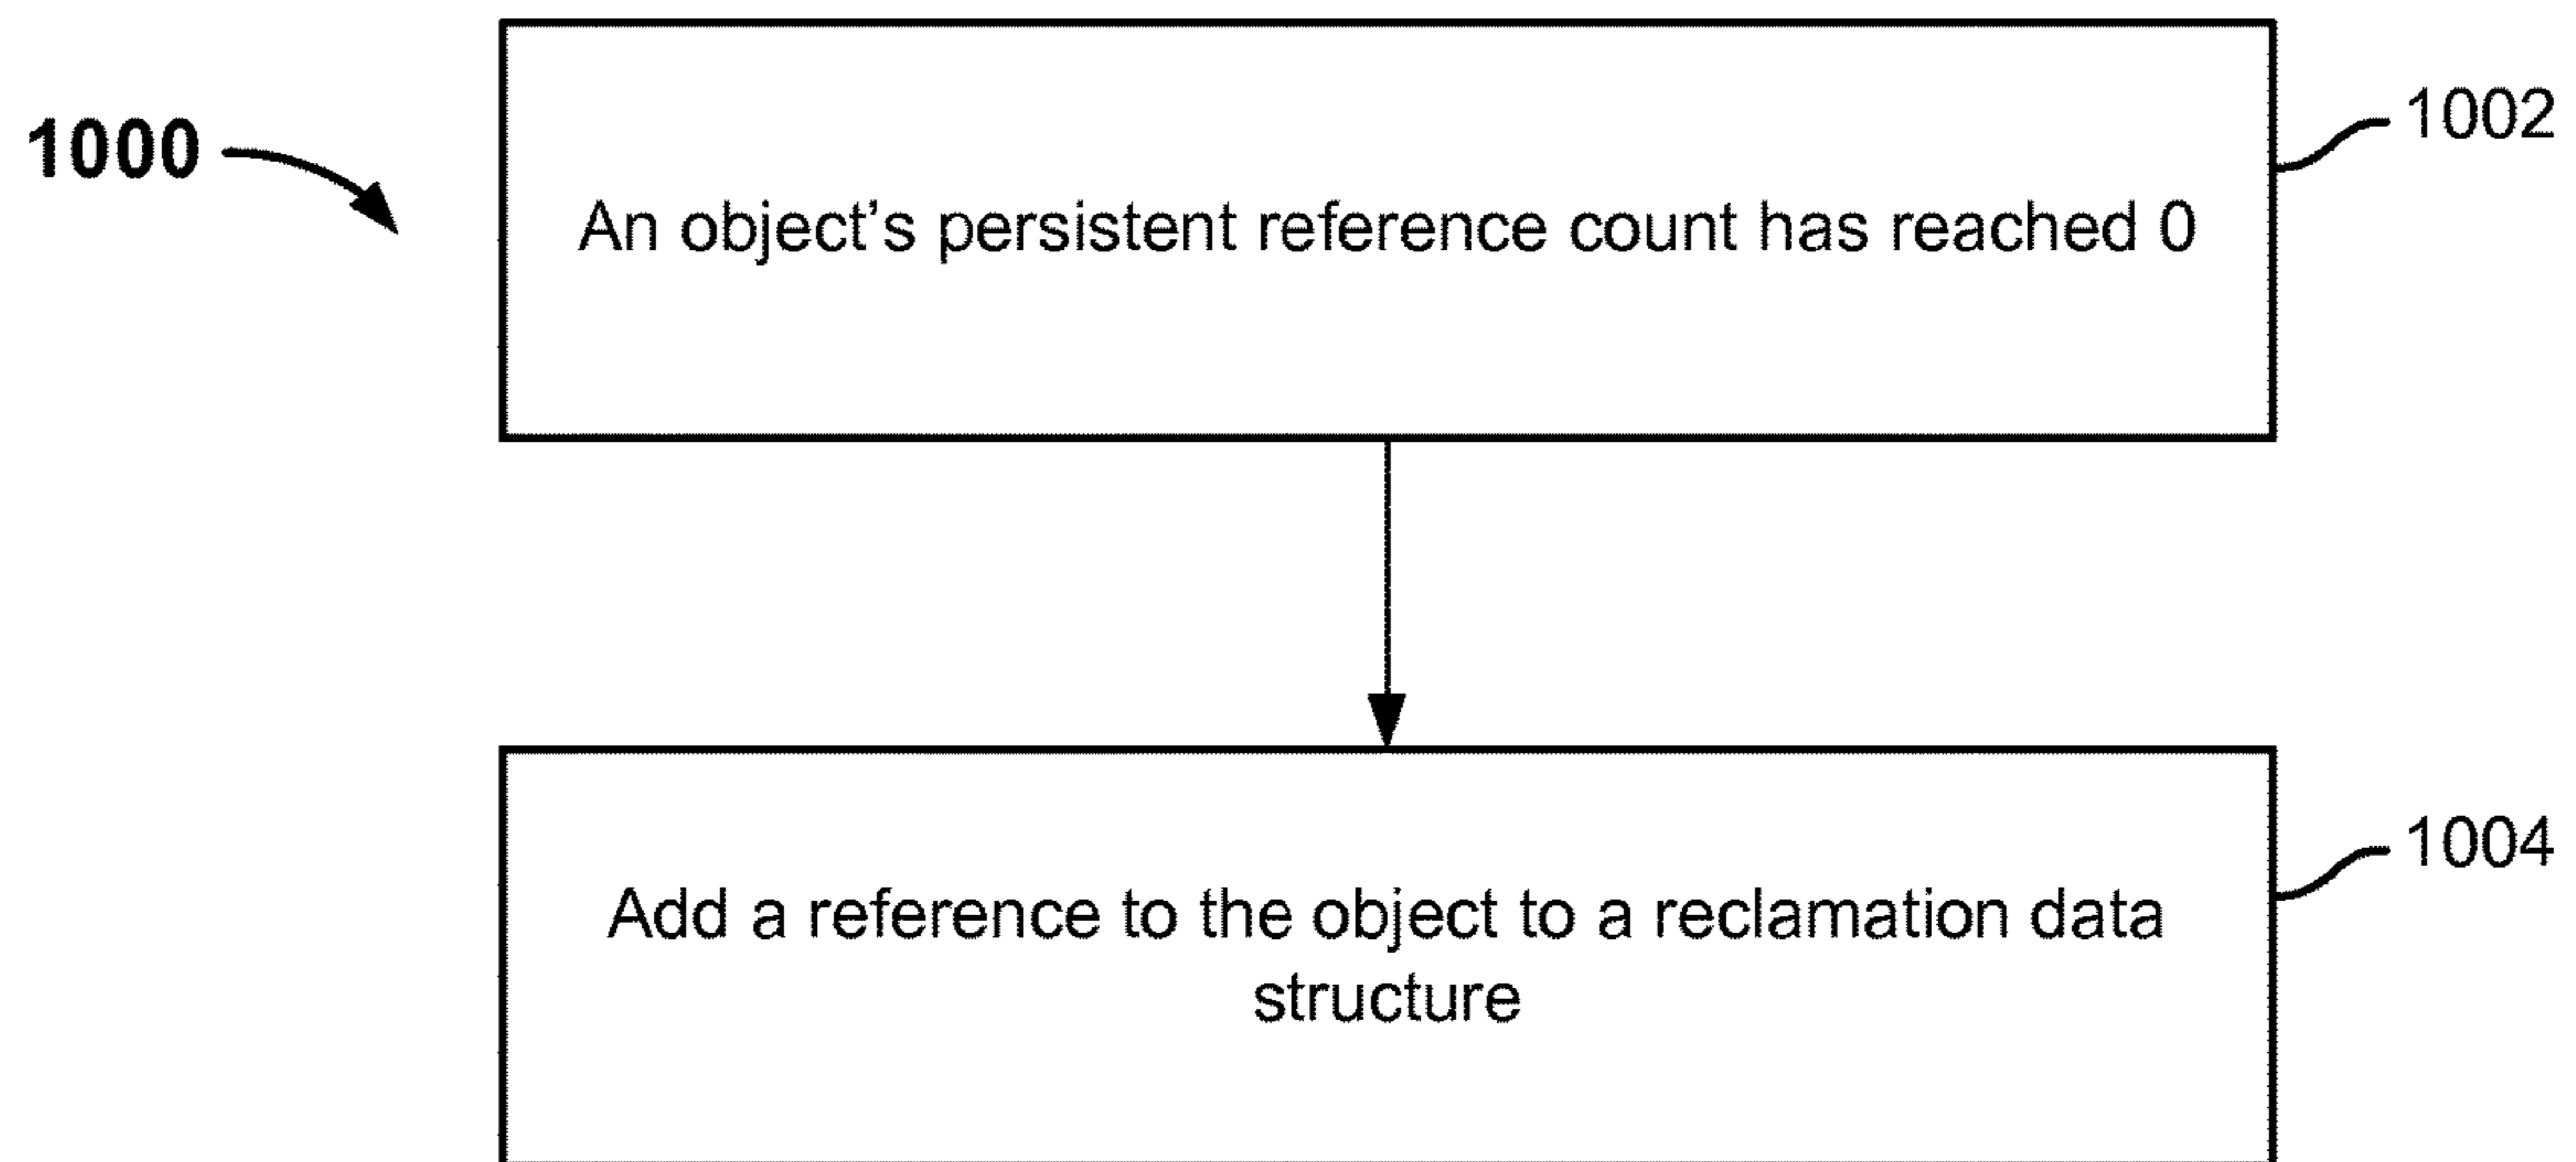 1000
1002
An object's persistent reference count has reached 0
1004
Add a reference to the object to a reclamation data
structure